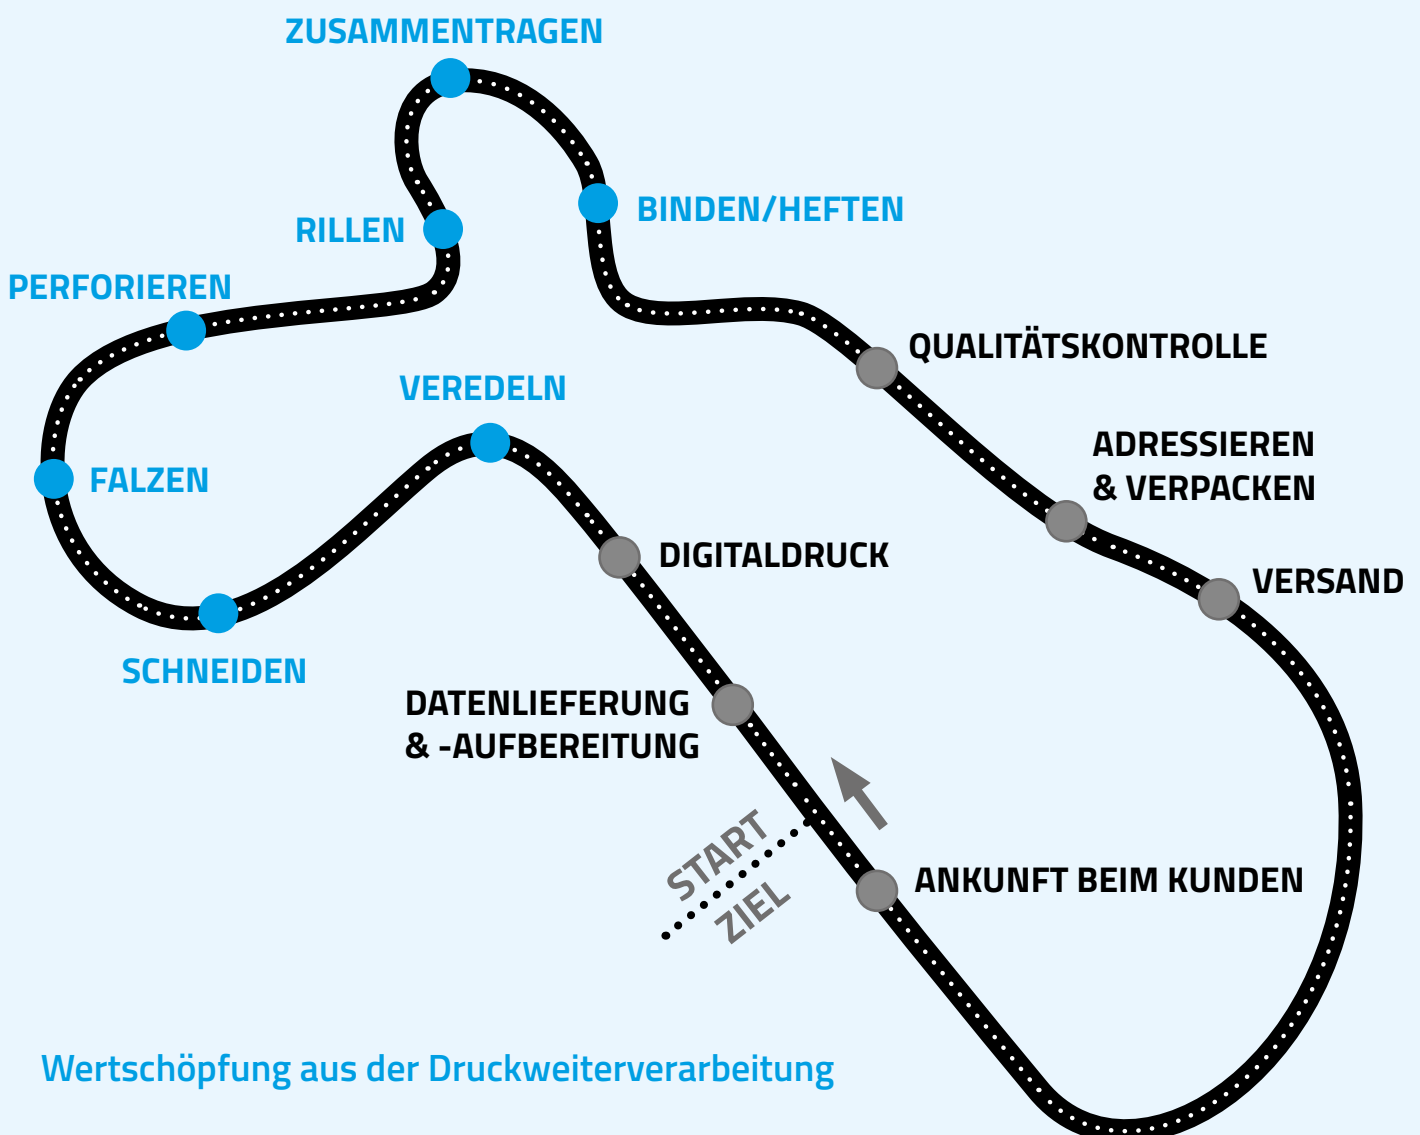 ZUSAMMENTRAGEN
BINDEN/HEFTEN
RILLEN
PERFORIEREN
QUALITÄTSKONTROLLE
VEREDELN
ADRESSIEREN
& VERPACKEN
FALZEN
DIGITALDRUCK
VERSAND
SCHNEIDEN
DATENLIEFERUNG
& -AUFBEREITUNG
START
ZIEL
ANKUNFT BEIM KUNDEN
Wertschöpfung aus der Druckweiterverarbeitung